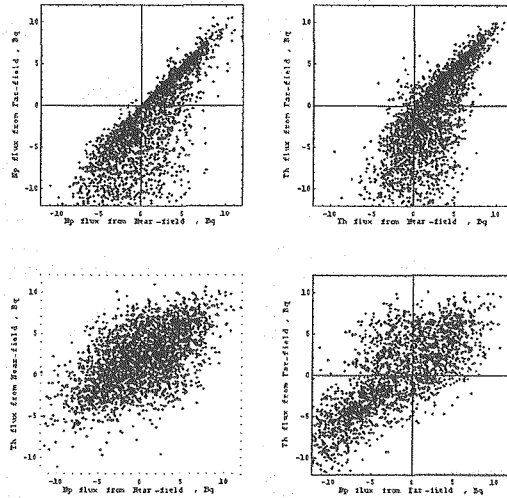 Np flux from Far-field , Bq
10
5
0
-5
-10
-10 -5 0 5 10
Np flux from Near-field , Bq
Th flux from Far-field , Bq
10
5
0
-5
-10
-10 -5 0 5 10
Th flux from Near-field , Bq
Th flux from Near-field , Bq
10
5
0
-5
-10
-10 -5 0 5 10
Np flux from Near-field , Bq
Th flux from Far-field , Bq
10
5
0
-5
-10
-10 -5 0 5 10
Np flux from Far-field , Bq